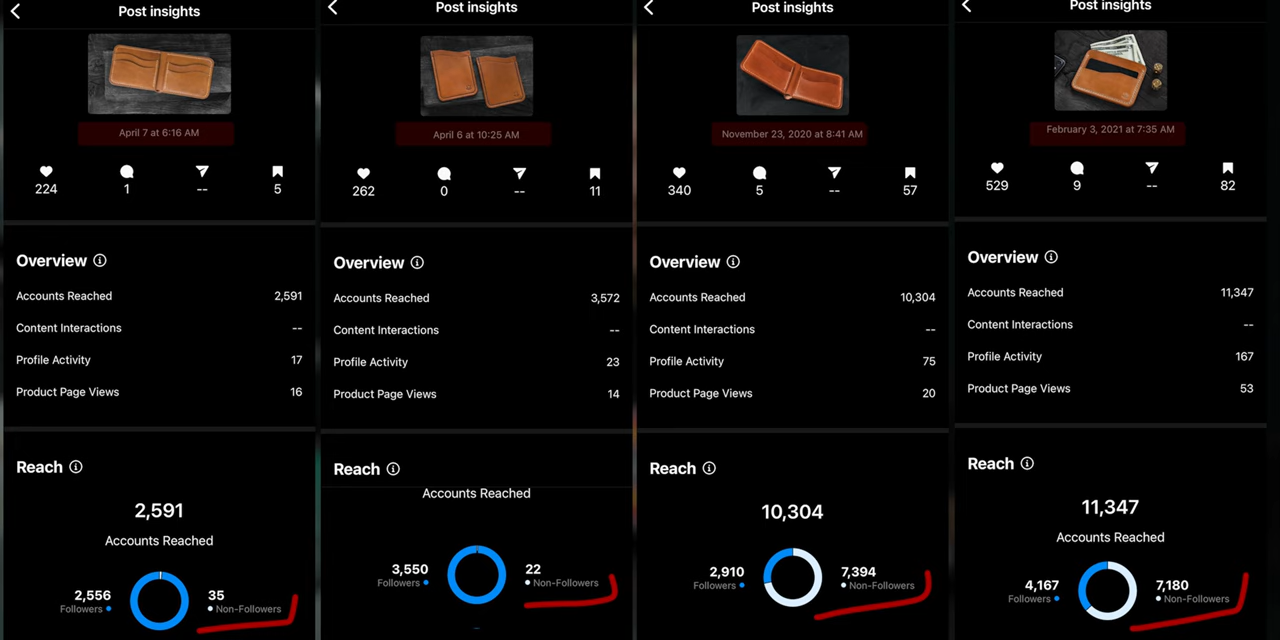 Post insights
April 7 at 6:16 AM
224 1 -- 5
Overview
Accounts Reached 2,591
Content Interactions --
Profile Activity 17
Product Page Views 16
Reach
2,591
Accounts Reached
2,556 35
Followers Non-Followers
Post insights
April 6 at 10:25 AM
262 0 -- 11
Overview
Accounts Reached 3,572
Content Interactions --
Profile Activity 23
Product Page Views 14
Reach
Accounts Reached
3,550 22
Followers Non-Followers
Post insights
November 23, 2020 at 8:41 AM
340 5 -- 57
Overview
Accounts Reached 10,304
Content Interactions --
Profile Activity 75
Product Page Views 20
Reach
10,304
2,910 7,394
Followers Non-Followers
Post insights
February 3, 2021 at 7:35 AM
529 9 -- 82
Overview
Accounts Reached 11,347
Content Interactions --
Profile Activity 167
Product Page Views 53
Reach
11,347
Accounts Reached
4,167 7,180
Followers Non-Followers